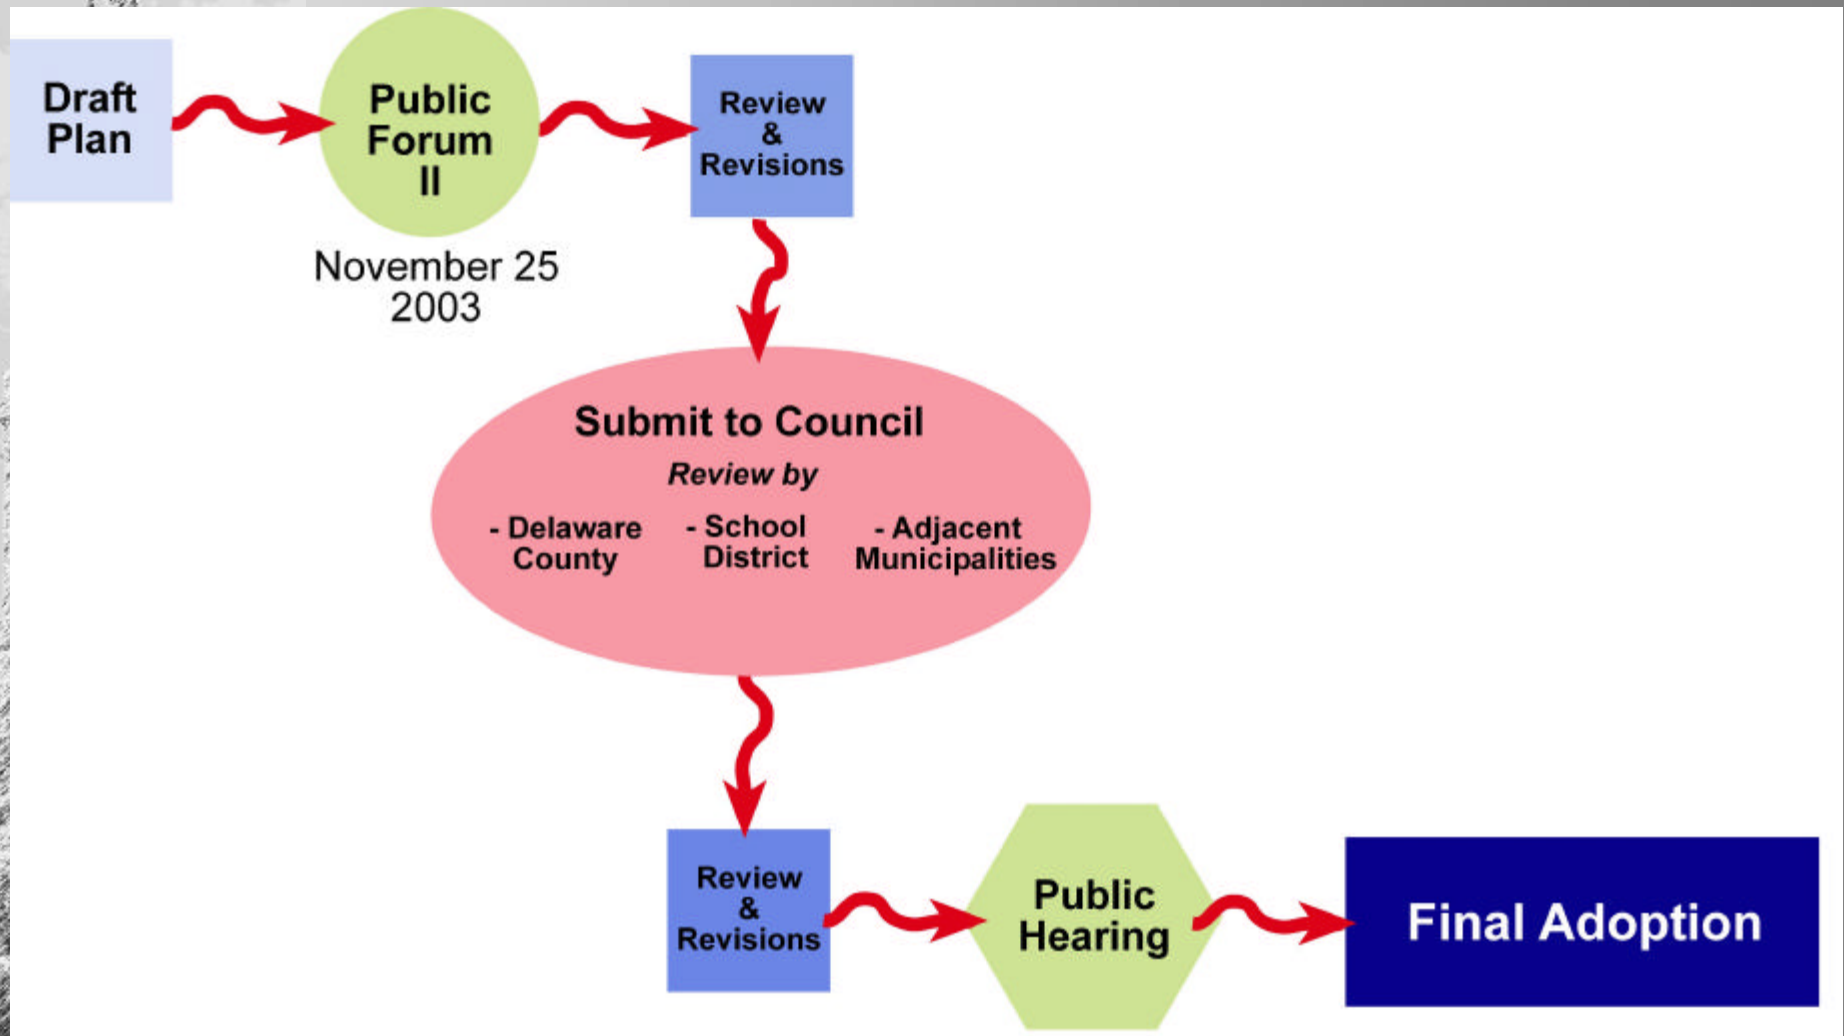 Draft
Plan
Public
Forum
II
November 25
2003
Review
&
Revisions
Submit to Council
Review by
- Delaware
County
- School
District
- Adjacent
Municipalities
Review
&
Revisions
Public
Hearing
Final Adoption